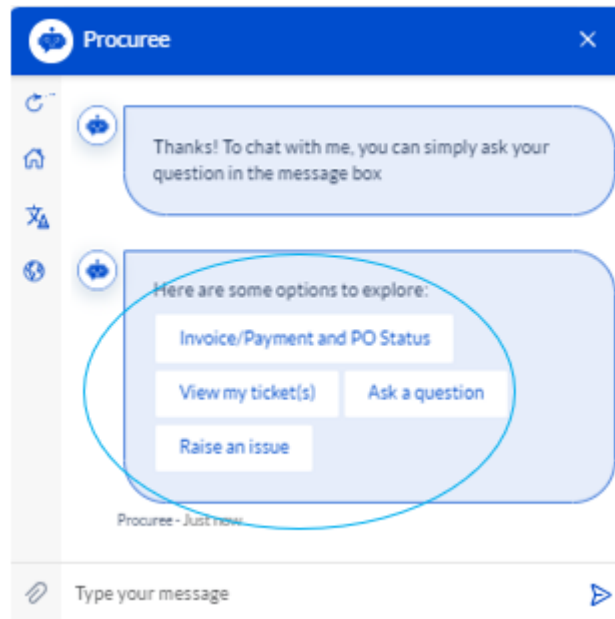 Procuree
Thanks! To chat with me, you can simply ask your
question in the message box
Here are some options to explore:
Invoice/Payment and PO Status
View my ticket(s) Ask a question
Raise an issue
Procuree - Just now
Type your message